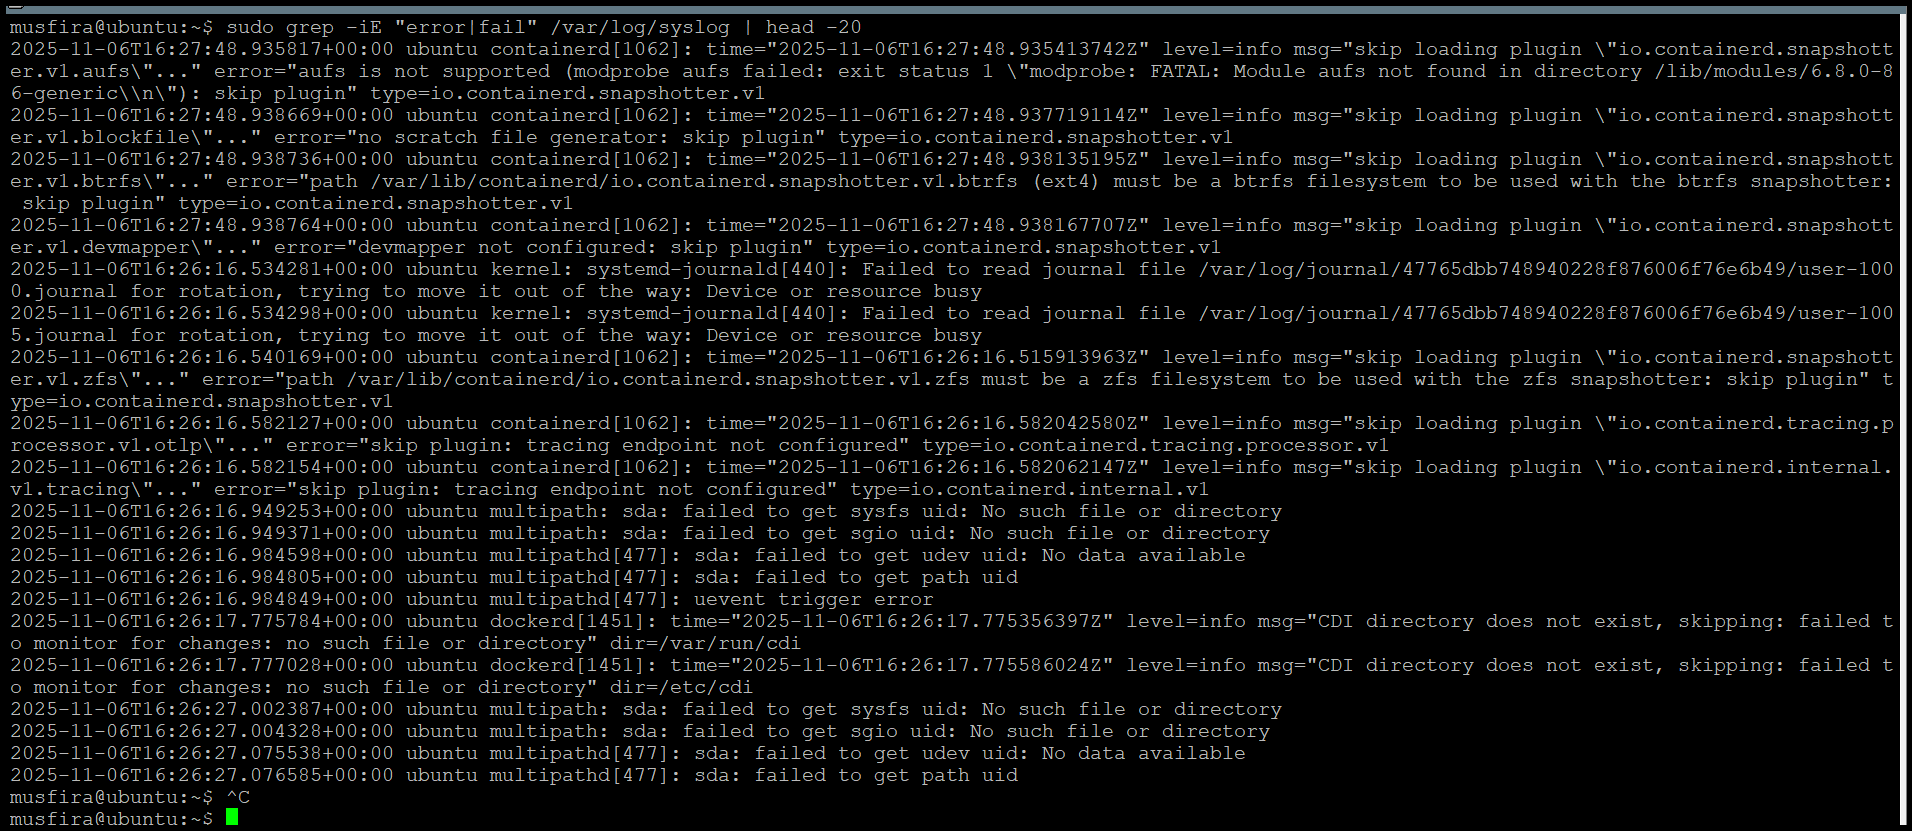 musfira@ubuntu:~$ sudo grep -iE "error|fail" /var/log/syslog | head -20
2025-11-06T16:27:48.935817+00:00 ubuntu containerd[1062]: time="2025-11-06T16:27:48.935413742Z" level=info msg="skip loading plugin \"io.containerd.snapshott
er.v1.aufs\"..." error="aufs is not supported (modprobe aufs failed: exit status 1 \"modprobe: FATAL: Module aufs not found in directory /lib/modules/6.8.0-8
6-generic\\n\"): skip plugin" type=io.containerd.snapshotter.v1
2025-11-06T16:27:48.938669+00:00 ubuntu containerd[1062]: time="2025-11-06T16:27:48.937719114Z" level=info msg="skip loading plugin \"io.containerd.snapshott
er.v1.blockfile\"..." error="no scratch file generator: skip plugin" type=io.containerd.snapshotter.v1
2025-11-06T16:27:48.938736+00:00 ubuntu containerd[1062]: time="2025-11-06T16:27:48.938135195Z" level=info msg="skip loading plugin \"io.containerd.snapshott
er.v1.btrfs\"..." error="path /var/lib/containerd/io.containerd.snapshotter.v1.btrfs (ext4) must be a btrfs filesystem to be used with the btrfs snapshotter:
 skip plugin" type=io.containerd.snapshotter.v1
2025-11-06T16:27:48.938764+00:00 ubuntu containerd[1062]: time="2025-11-06T16:27:48.938167707Z" level=info msg="skip loading plugin \"io.containerd.snapshott
er.v1.devmapper\"..." error="devmapper not configured: skip plugin" type=io.containerd.snapshotter.v1
2025-11-06T16:26:16.534281+00:00 ubuntu kernel: systemd-journald[440]: Failed to read journal file /var/log/journal/47765dbb748940228f876006f76e6b49/user-100
0.journal for rotation, trying to move it out of the way: Device or resource busy
2025-11-06T16:26:16.534298+00:00 ubuntu kernel: systemd-journald[440]: Failed to read journal file /var/log/journal/47765dbb748940228f876006f76e6b49/user-100
5.journal for rotation, trying to move it out of the way: Device or resource busy
2025-11-06T16:26:16.540169+00:00 ubuntu containerd[1062]: time="2025-11-06T16:26:16.515913963Z" level=info msg="skip loading plugin \"io.containerd.snapshott
er.v1.zfs\"..." error="path /var/lib/containerd/io.containerd.snapshotter.v1.zfs must be a zfs filesystem to be used with the zfs snapshotter: skip plugin" t
ype=io.containerd.snapshotter.v1
2025-11-06T16:26:16.582127+00:00 ubuntu containerd[1062]: time="2025-11-06T16:26:16.582042580Z" level=info msg="skip loading plugin \"io.containerd.tracing.p
rocessor.v1.otlp\"..." error="skip plugin: tracing endpoint not configured" type=io.containerd.tracing.processor.v1
2025-11-06T16:26:16.582154+00:00 ubuntu containerd[1062]: time="2025-11-06T16:26:16.582062147Z" level=info msg="skip loading plugin \"io.containerd.internal.
v1.tracing\"..." error="skip plugin: tracing endpoint not configured" type=io.containerd.internal.v1
2025-11-06T16:26:16.949253+00:00 ubuntu multipath: sda: failed to get sysfs uid: No such file or directory
2025-11-06T16:26:16.949371+00:00 ubuntu multipath: sda: failed to get sgio uid: No such file or directory
2025-11-06T16:26:16.984598+00:00 ubuntu multipathd[477]: sda: failed to get udev uid: No data available
2025-11-06T16:26:16.984805+00:00 ubuntu multipathd[477]: sda: failed to get path uid
2025-11-06T16:26:16.984849+00:00 ubuntu multipathd[477]: uevent trigger error
2025-11-06T16:26:17.775784+00:00 ubuntu dockerd[1451]: time="2025-11-06T16:26:17.775356397Z" level=info msg="CDI directory does not exist, skipping: failed t
o monitor for changes: no such file or directory" dir=/var/run/cdi
2025-11-06T16:26:17.777028+00:00 ubuntu dockerd[1451]: time="2025-11-06T16:26:17.775586024Z" level=info msg="CDI directory does not exist, skipping: failed t
o monitor for changes: no such file or directory" dir=/etc/cdi
2025-11-06T16:26:27.002387+00:00 ubuntu multipath: sda: failed to get sysfs uid: No such file or directory
2025-11-06T16:26:27.004328+00:00 ubuntu multipath: sda: failed to get sgio uid: No such file or directory
2025-11-06T16:26:27.075538+00:00 ubuntu multipathd[477]: sda: failed to get udev uid: No data available
2025-11-06T16:26:27.076585+00:00 ubuntu multipathd[477]: sda: failed to get path uid
musfira@ubuntu:~$ ^C
musfira@ubuntu:~$